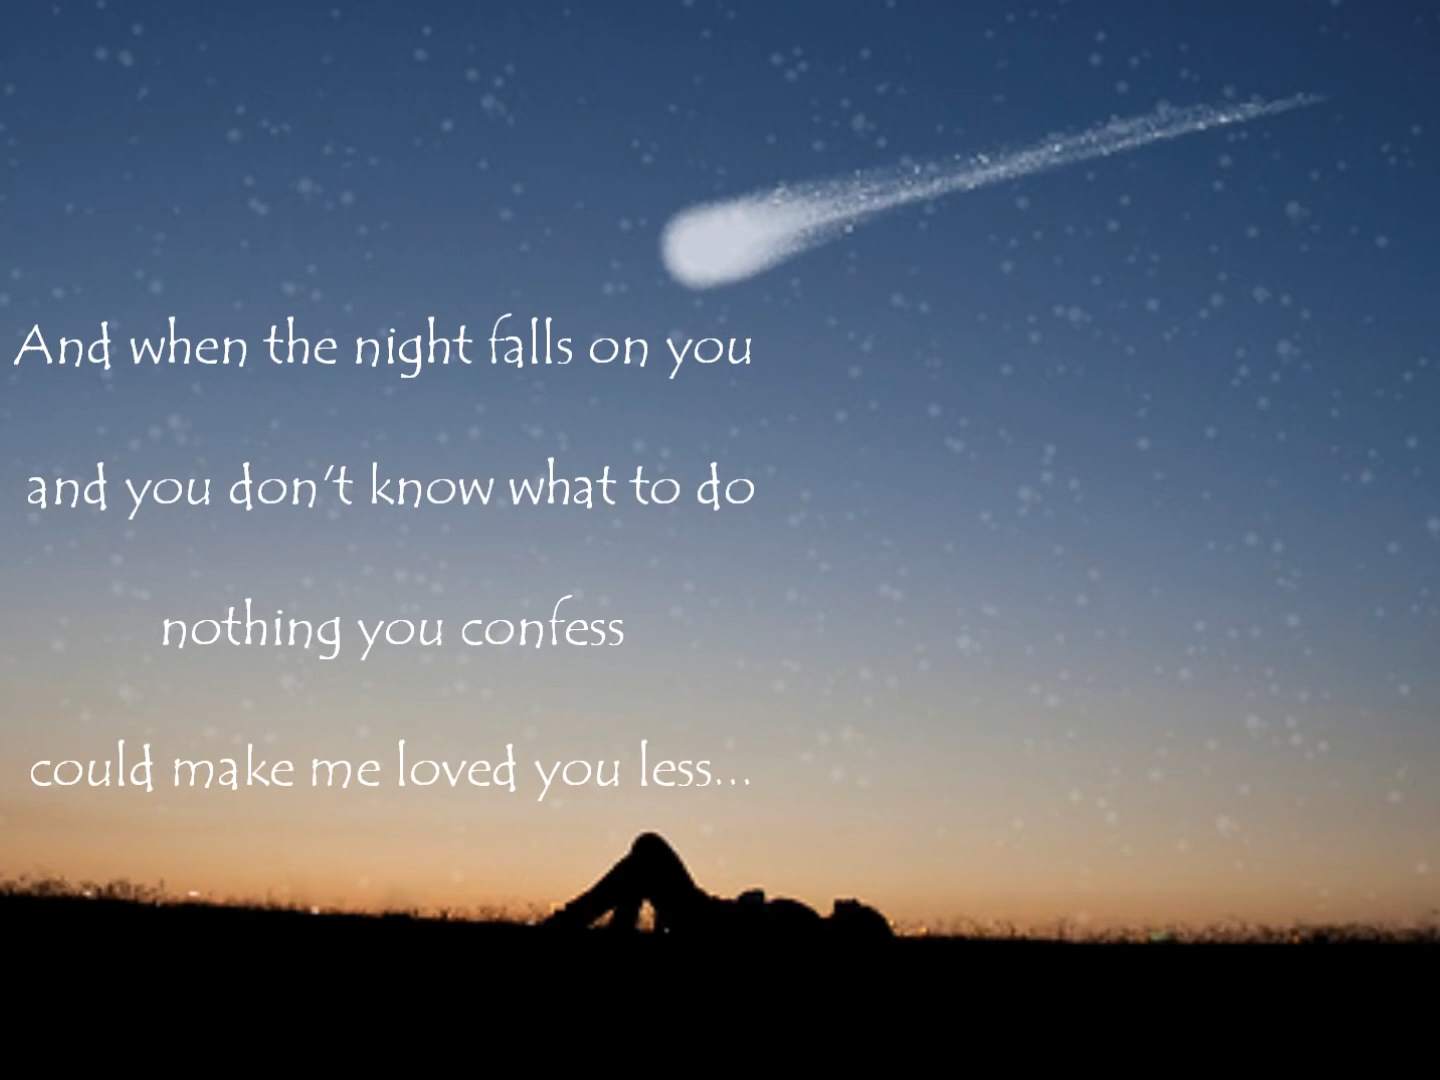 And when the night falls on you
and you don't know what to do
nothing you confess
could make me loved you less...